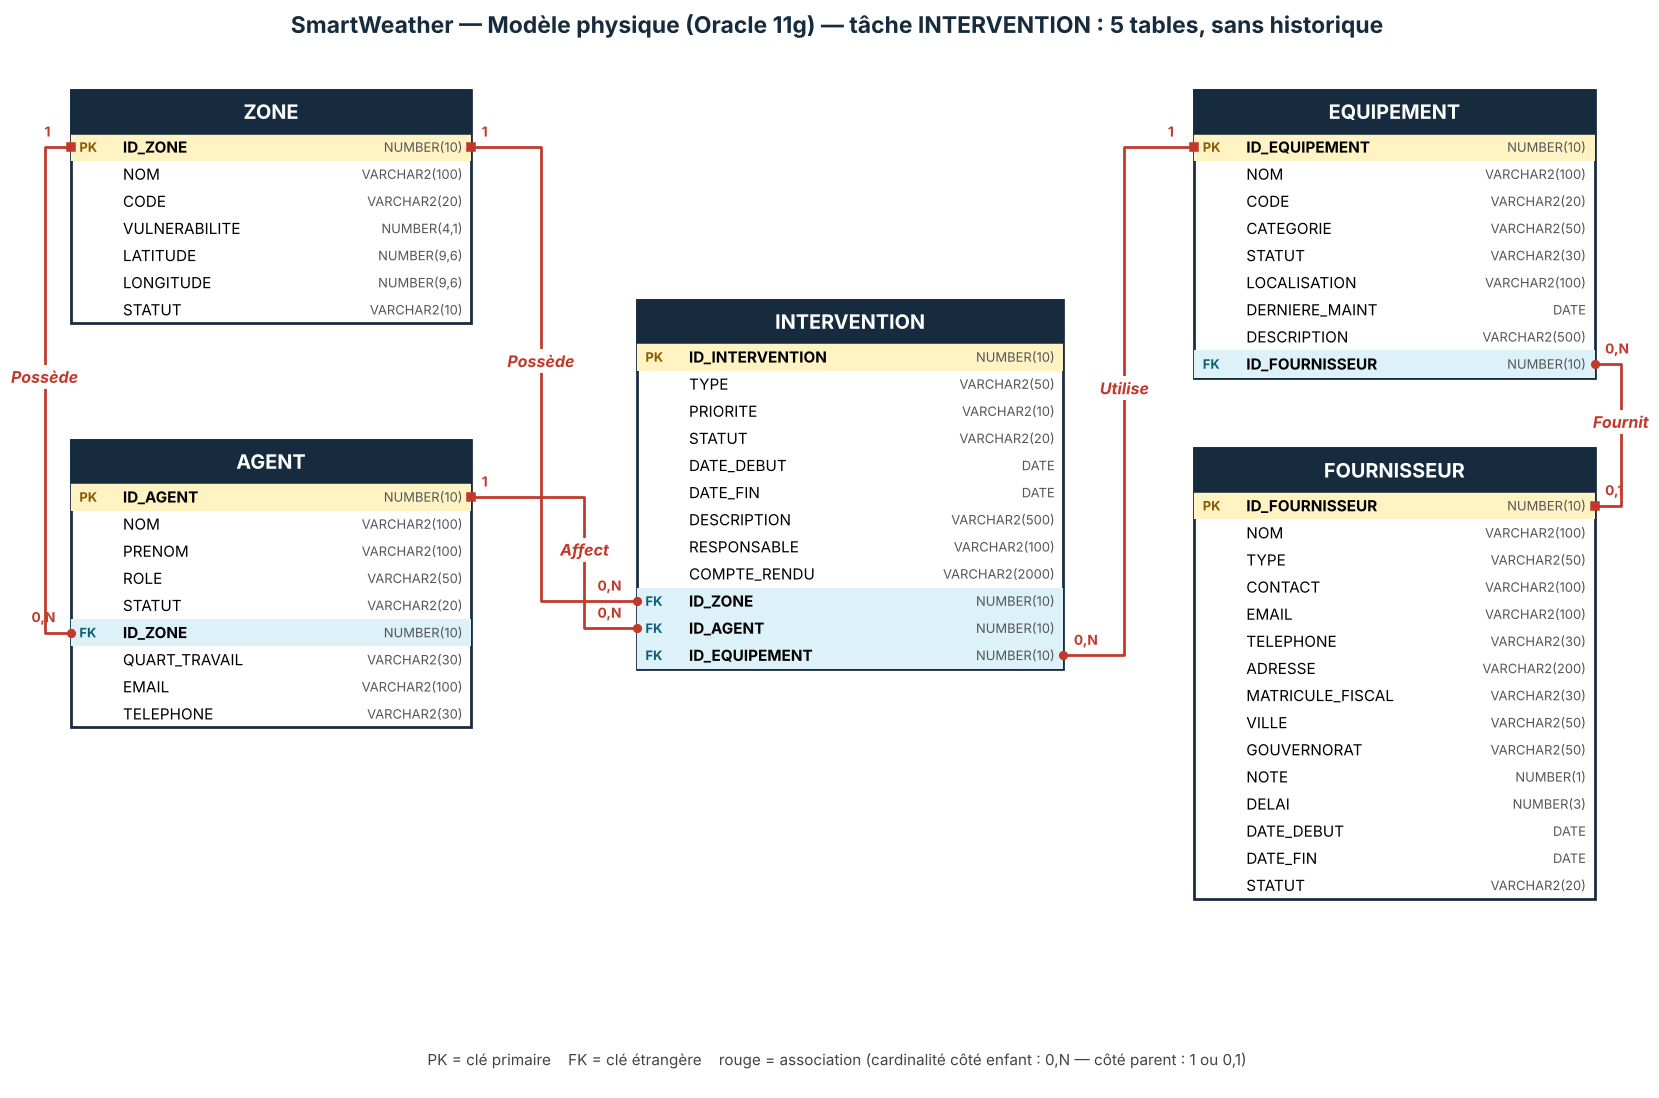 SmartWeather — Modèle physique (Oracle 11g) — tâche INTERVENTION : 5 tables, sans historique
ZONE
1
1
PK ID_ZONE NUMBER(10)
NOM VARCHAR2(100)
CODE VARCHAR2(20)
VULNERABILITE NUMBER(4,1)
LATITUDE NUMBER(9,6)
LONGITUDE NUMBER(9,6)
STATUT VARCHAR2(10)
Possède
Possède
AGENT
1
PK ID_AGENT NUMBER(10)
NOM VARCHAR2(100)
PRENOM VARCHAR2(100)
ROLE VARCHAR2(50)
STATUT VARCHAR2(20)
0,N
FK ID_ZONE NUMBER(10)
QUART_TRAVAIL VARCHAR2(30)
EMAIL VARCHAR2(100)
TELEPHONE VARCHAR2(30)
Affect
INTERVENTION
PK ID_INTERVENTION NUMBER(10)
TYPE VARCHAR2(50)
PRIORITE VARCHAR2(10)
STATUT VARCHAR2(20)
DATE_DEBUT DATE
DATE_FIN DATE
DESCRIPTION VARCHAR2(500)
RESPONSABLE VARCHAR2(100)
COMPTE_RENDU VARCHAR2(2000)
0,N
FK ID_ZONE NUMBER(10)
0,N
FK ID_AGENT NUMBER(10)
FK ID_EQUIPEMENT NUMBER(10)
0,N
Utilise
EQUIPEMENT
1
PK ID_EQUIPEMENT NUMBER(10)
NOM VARCHAR2(100)
CODE VARCHAR2(20)
CATEGORIE VARCHAR2(50)
STATUT VARCHAR2(30)
LOCALISATION VARCHAR2(100)
DERNIERE_MAINT DATE
DESCRIPTION VARCHAR2(500)
FK ID_FOURNISSEUR NUMBER(10)
0,N
Fournit
FOURNISSEUR
0,1
PK ID_FOURNISSEUR NUMBER(10)
NOM VARCHAR2(100)
TYPE VARCHAR2(50)
CONTACT VARCHAR2(100)
EMAIL VARCHAR2(100)
TELEPHONE VARCHAR2(30)
ADRESSE VARCHAR2(200)
MATRICULE_FISCAL VARCHAR2(30)
VILLE VARCHAR2(50)
GOUVERNORAT VARCHAR2(50)
NOTE NUMBER(1)
DELAI NUMBER(3)
DATE_DEBUT DATE
DATE_FIN DATE
STATUT VARCHAR2(20)
PK = clé primaire FK = clé étrangère rouge = association (cardinalité côté enfant : 0,N — côté parent : 1 ou 0,1)